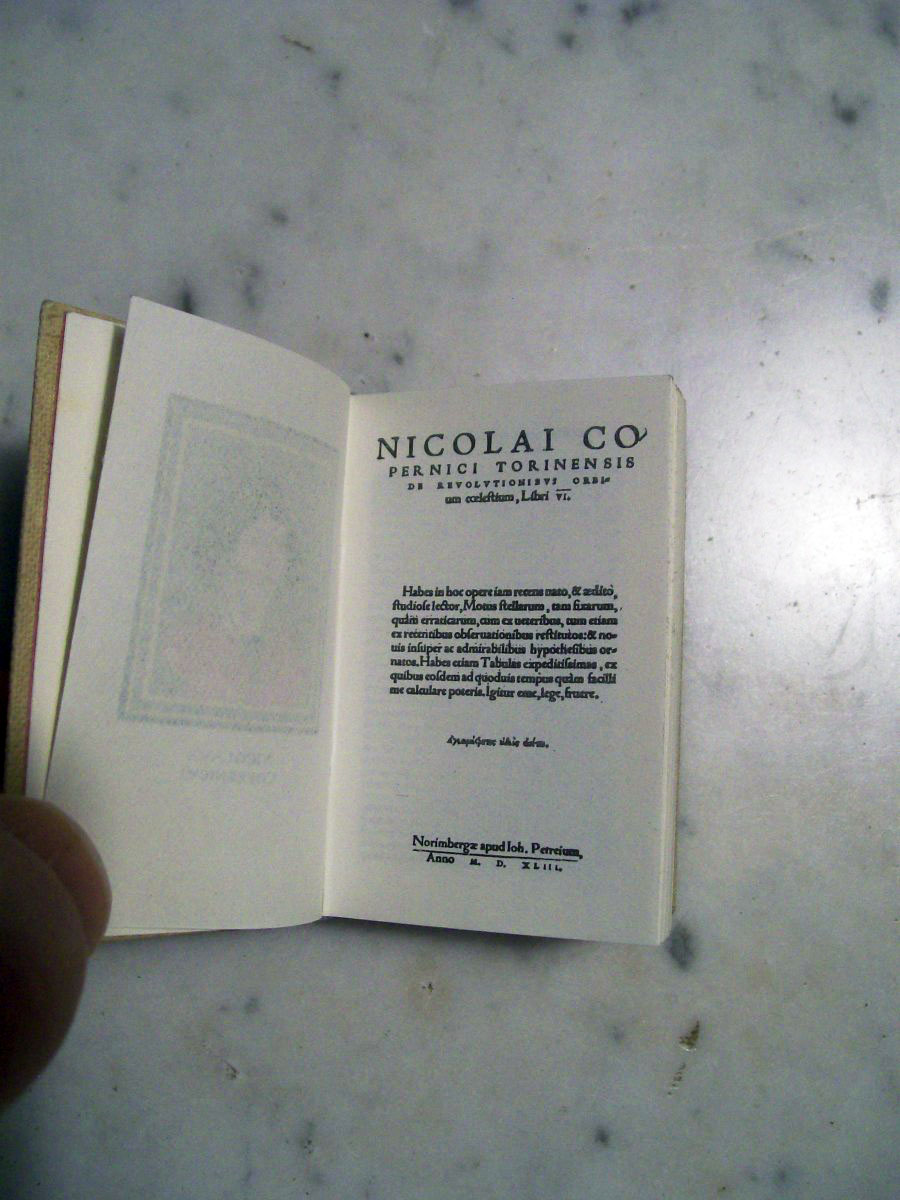 NICOLAI CO
PERNICI TORINENSIS
DE REVOLVTIONIBVS ORBI-
um cœlestium, Libri VI.
Habes in hoc opere iam recens nato, & ædito,
studiose lector, Motus stellarum, tam fixarum,
quàm erraticarum, cum ex ueteribus, tum etiam
ex recentibus obseruationibus restitutos: & no-
uis insuper ac admirabilibus hypothesibus or-
natos. Habes etiam Tabulas expeditissimas, ex
quibus eosdem ad quoduis tempus quàm facilli
me calculare poteris. Igitur eme, lege, fruere.
Norimbergæ apud Ioh. Petreium,
Anno M. D. XLIII.